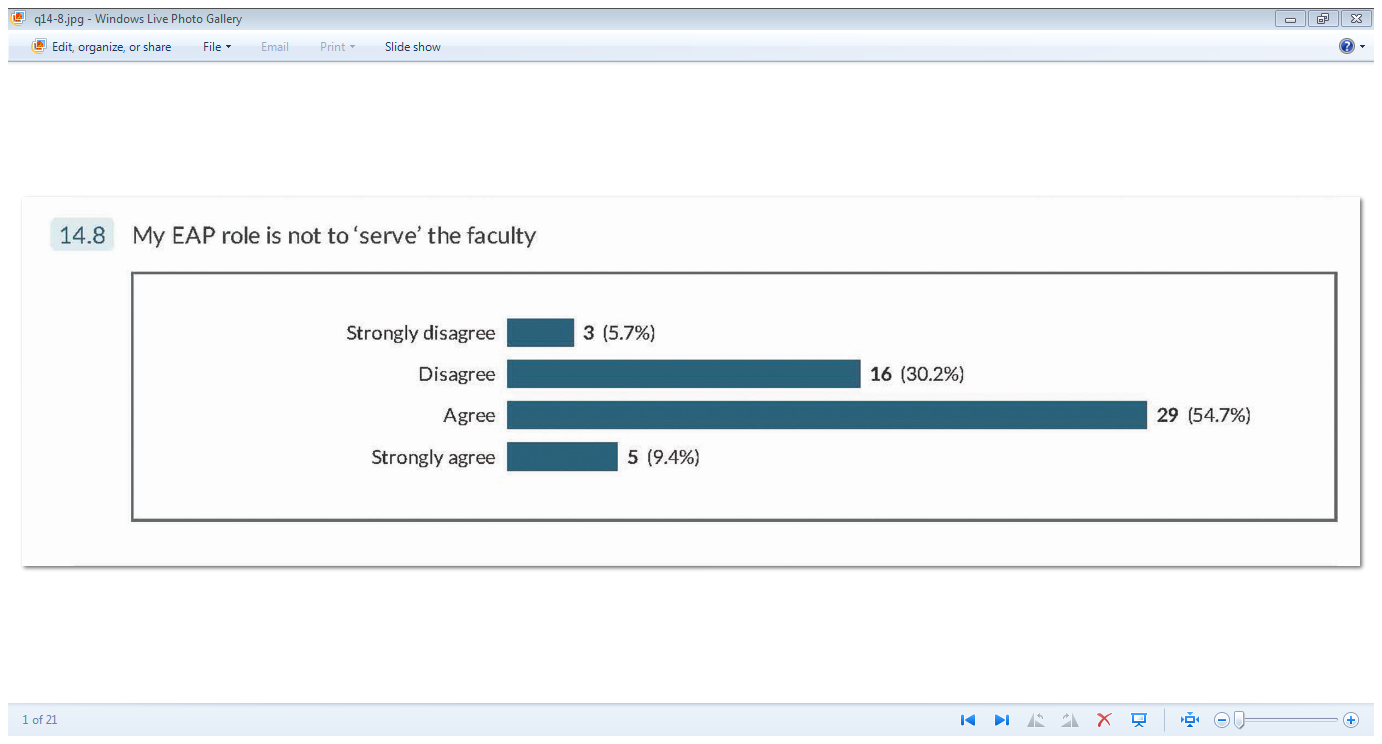 q14-8.jpg - Windows Live Photo Gallery
Edit, organize, or share File Email Print Slide show
14.8 My EAP role is not to ‘serve’ the faculty
Strongly disagree 3 (5.7%)
Disagree 16 (30.2%)
Agree 29 (54.7%)
Strongly agree 5 (9.4%)
1 of 21